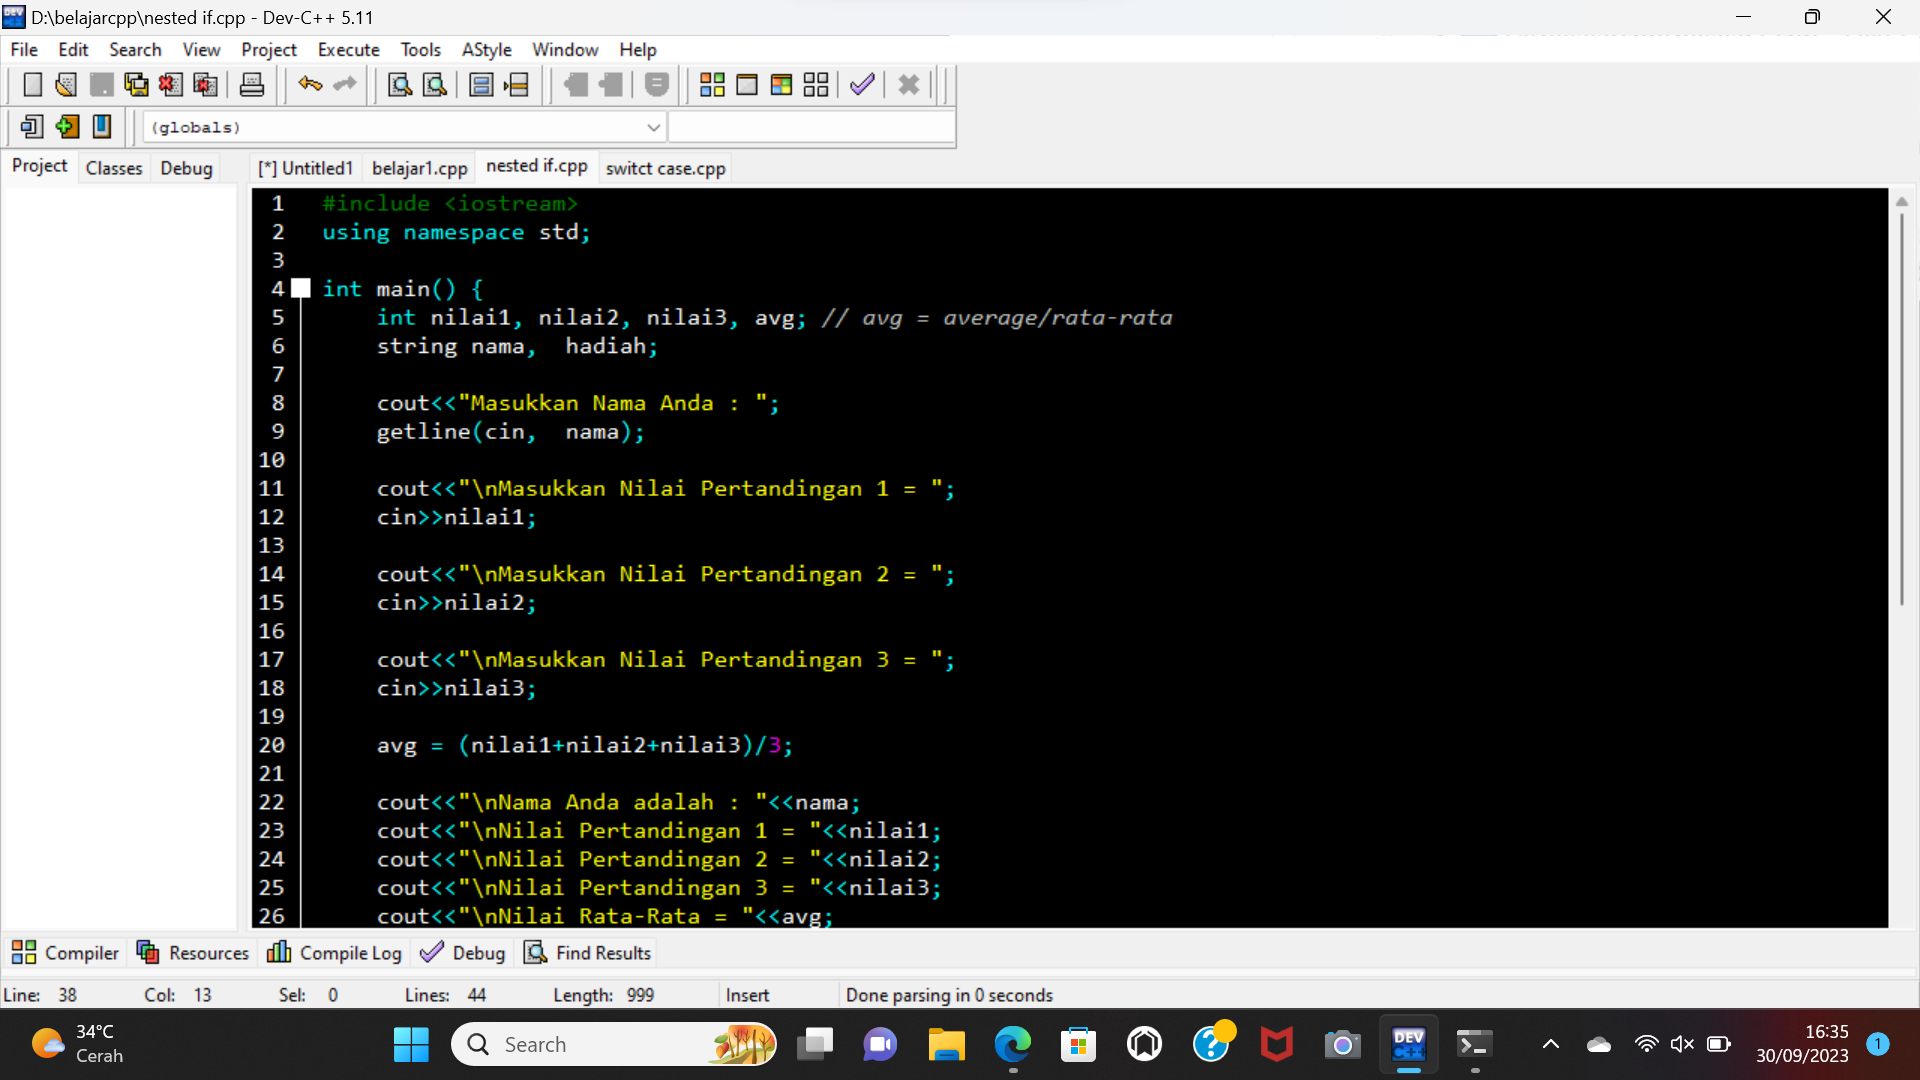 D:\belajarcpp\nested if.cpp - Dev-C++ 5.11
File Edit Search View Project Execute Tools AStyle Window Help
(globals)
Project Classes Debug
[*] Untitled1 belajar1.cpp nested if.cpp switct case.cpp
1 #include <iostream>
2 using namespace std;
3
4 int main() {
5 int nilai1, nilai2, nilai3, avg; // avg = average/rata-rata
6 string nama, hadiah;
7
8 cout<<"Masukkan Nama Anda : ";
9 getline(cin, nama);
10
11 cout<<"\nMasukkan Nilai Pertandingan 1 = ";
12 cin>>nilai1;
13
14 cout<<"\nMasukkan Nilai Pertandingan 2 = ";
15 cin>>nilai2;
16
17 cout<<"\nMasukkan Nilai Pertandingan 3 = ";
18 cin>>nilai3;
19
20 avg = (nilai1+nilai2+nilai3)/3;
21
22 cout<<"\nNama Anda adalah : "<<nama;
23 cout<<"\nNilai Pertandingan 1 = "<<nilai1;
24 cout<<"\nNilai Pertandingan 2 = "<<nilai2;
25 cout<<"\nNilai Pertandingan 3 = "<<nilai3;
26 cout<<"\nNilai Rata-Rata = "<<avg;
Compiler Resources Compile Log Debug Find Results
Line: 38 Col: 13 Sel: 0 Lines: 44 Length: 999 Insert Done parsing in 0 seconds
34°C
Cerah
Search
DEV
C++
16:35
30/09/2023
1